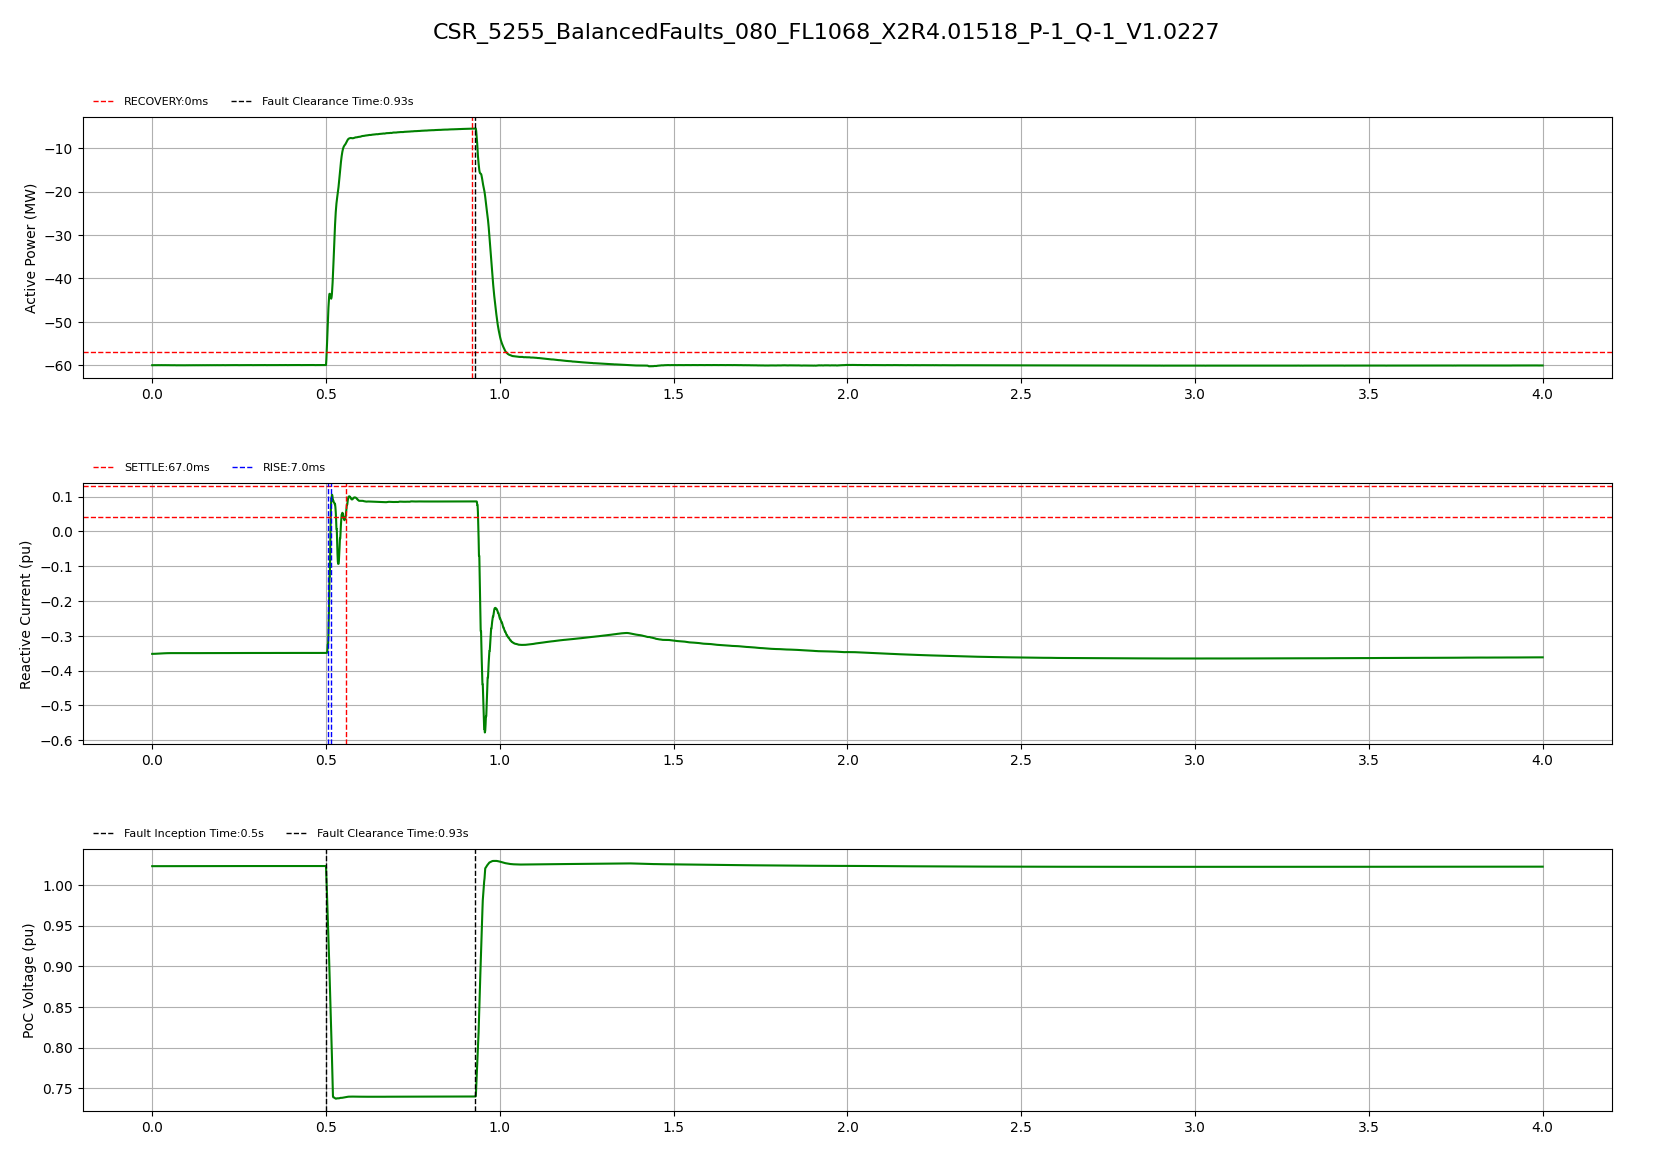 CSR_5255_BalancedFaults_080_FL1068_X2R4.01518_P-1_Q-1_V1.0227
RECOVERY:0ms Fault Clearance Time:0.93s
Active Power (MW)
−10
−20
−30
−40
−50
−60
0.0 0.5 1.0 1.5 2.0 2.5 3.0 3.5 4.0
SETTLE:67.0ms RISE:7.0ms
Reactive Current (pu)
0.1
0.0
−0.1
−0.2
−0.3
−0.4
−0.5
−0.6
0.0 0.5 1.0 1.5 2.0 2.5 3.0 3.5 4.0
Fault Inception Time:0.5s Fault Clearance Time:0.93s
PoC Voltage (pu)
1.00
0.95
0.90
0.85
0.80
0.75
0.0 0.5 1.0 1.5 2.0 2.5 3.0 3.5 4.0